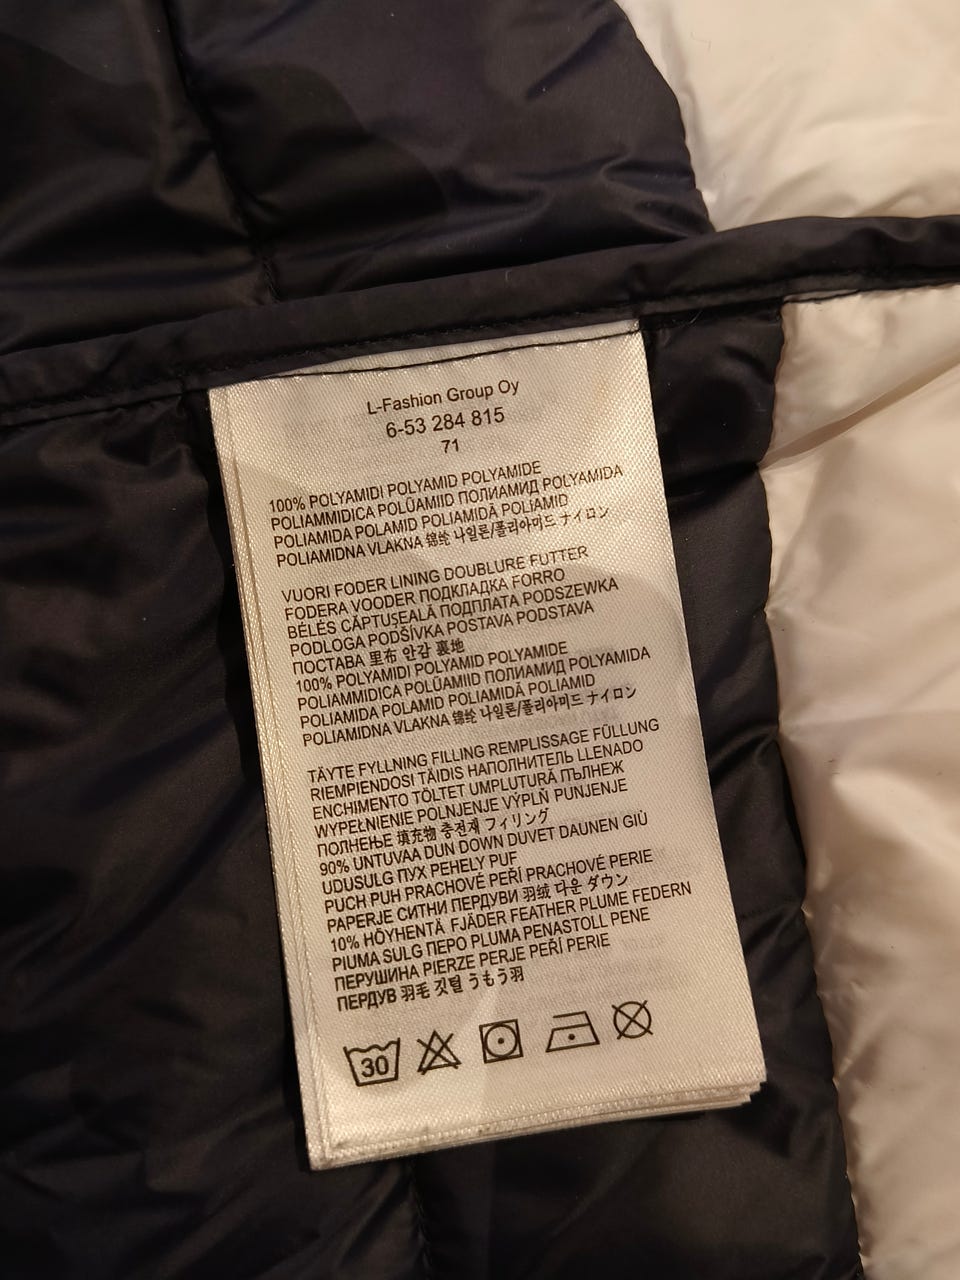 L-Fashion Group Oy
6-53 284 815
71
100% POLYAMIDI POLYAMID POLYAMIDE
POLIAMMIDICA POLÜAMIID ПОЛИАМИД POLYAMIDA
POLIAMIDA POLAMID POLIAMIDĂ POLİAMİD
POLIAMIDNA VLAKNA 锦纶 나일론/폴리아미드 ナイロン
VUORI FODER LINING DOUBLURE FUTTER
FODERA VOODER ПОДКЛАДКА FORRO
BÉLÉS CĂPTUŞEALĂ ПОДПЛАТА PODSZEWKA
PODLOGA PODŠÍVKA POSTAVA PODSTAVA
ПОСТАВА 里布 안감 裏地
100% POLYAMIDI POLYAMID POLYAMIDE
POLIAMMIDICA POLÜAMIID ПОЛИАМИД POLYAMIDA
POLIAMIDA POLAMID POLIAMIDĂ POLIAMID
POLIAMIDNA VLAKNA 锦纶 나일론/폴리아미드 ナイロン
TÄYTE FYLLNING FILLING REMPLISSAGE FÜLLUNG
RIEMPIENDOSI TÄIDIS НАПОЛНИТЕЛЬ LLENADO
ENCHIMENTO TÖLTET UMPLUTURĂ ПЪЛНЕЖ
WYPEŁNIENIE POLNJENJE VÝPLŇ PUNJENJE
ПОЛНЕЊЕ 填充物 충전재 フィリング
90% UNTUVAA DUN DOWN DUVET DAUNEN GIÙ
UDUSULG ПУХ PEHELY PUF
PUCH PUH PRACHOVÉ PEŘÍ PRACHOVÉ PERIE
PAPERJE СИТНИ ПЕРДУВИ 羽绒 다운 ダウン
10% HÖYHENTÄ FJÄDER FEATHER PLUME FEDERN
PIUMA SULG ПЕРО PLUMA PENASTOLL PENE
ПЕРУШИНА PIERZE PERJE PEŘÍ PERIE
ПЕРДУВ 羽毛 깃털 うもう羽
30